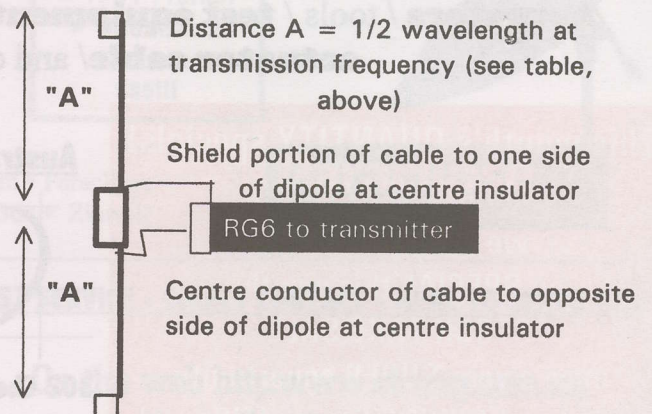 "A"
Distance A = 1/2 wavelength at
transmission frequency (see table,
above)
Shield portion of cable to one side
of dipole at centre insulator
RG6 to transmitter
"A"
Centre conductor of cable to opposite
side of dipole at centre insulator